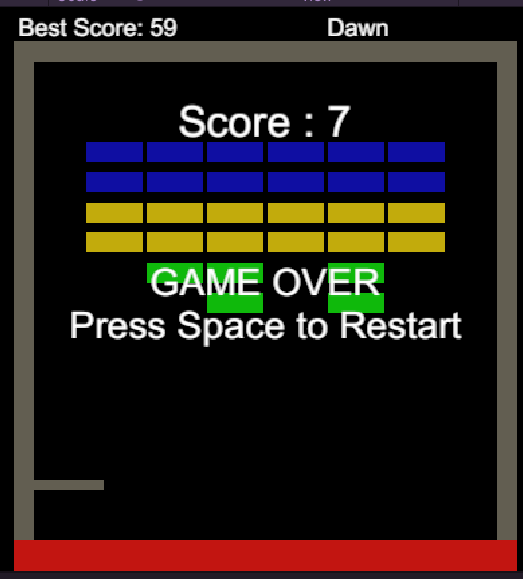 Best Score: 59 Dawn
Score : 7
GAME OVER
Press Space to Restart